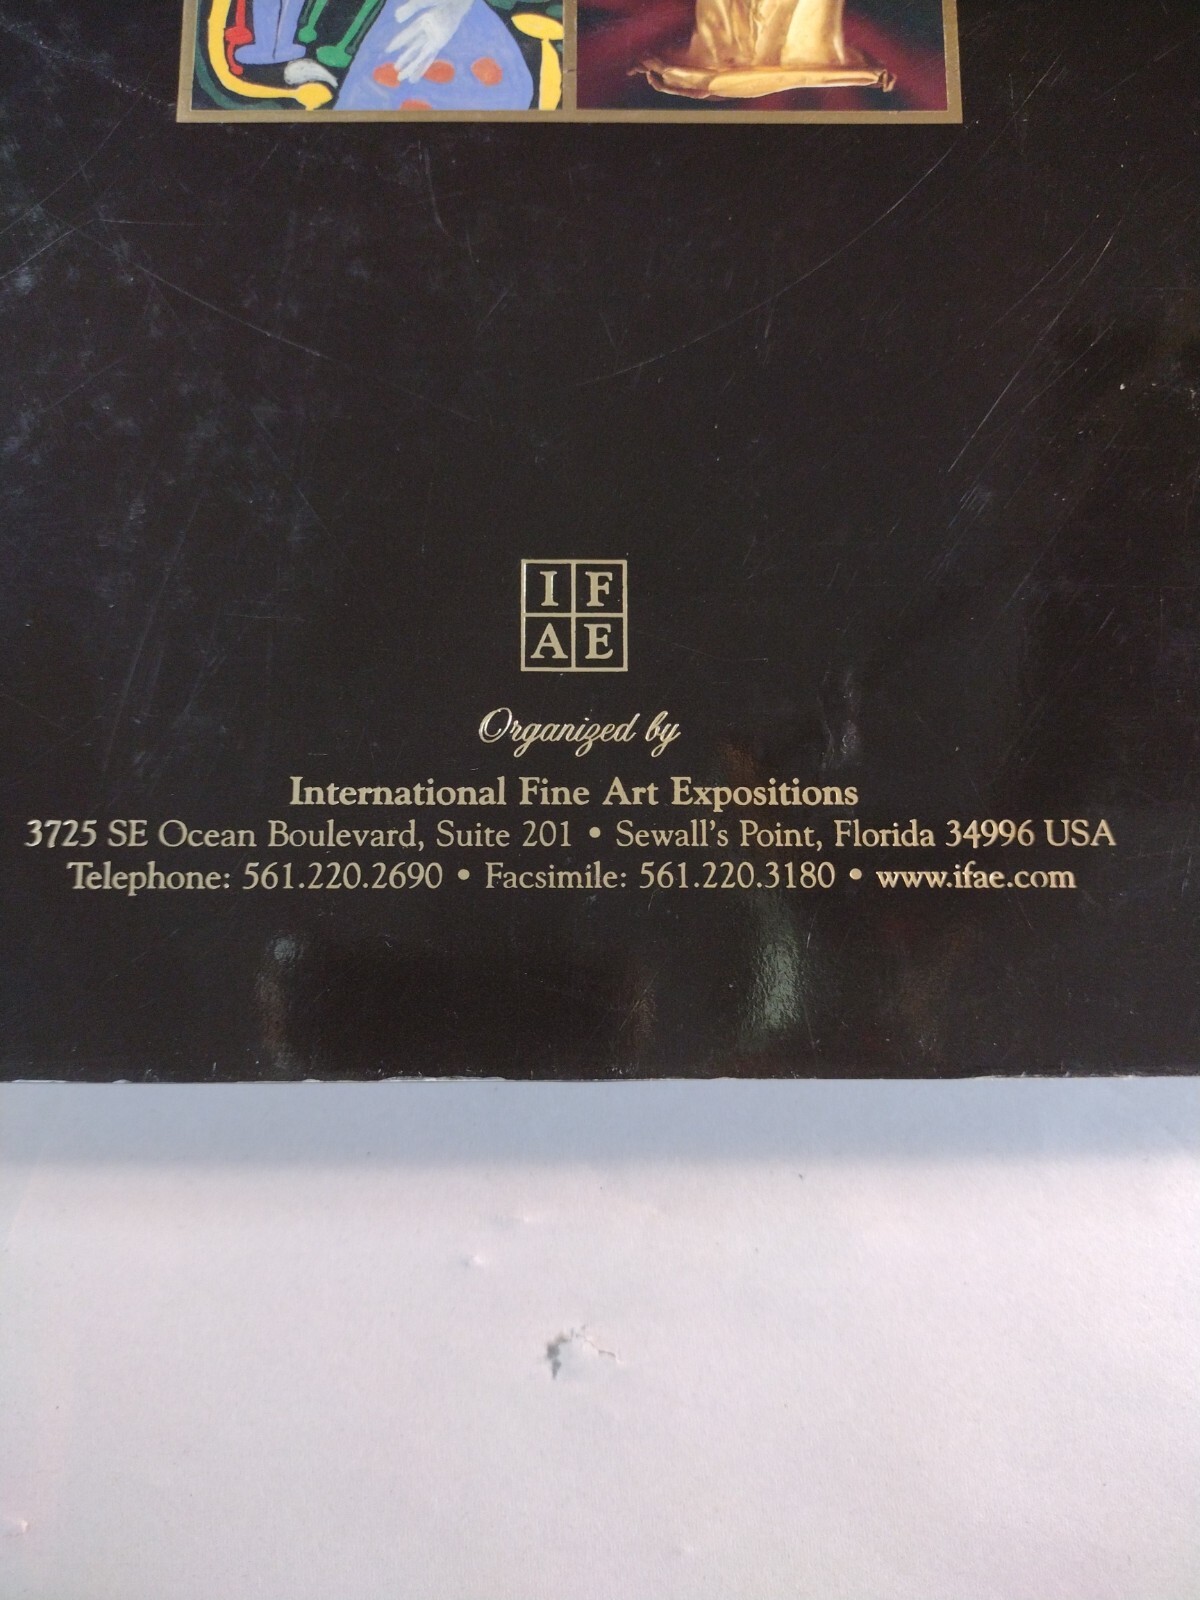 I F
A E
Organized by
International Fine Art Expositions
3725 SE Ocean Boulevard, Suite 201 • Sewall's Point, Florida 34996 USA
Telephone: 561.220.2690 • Facsimile: 561.220.3180 • www.ifae.com